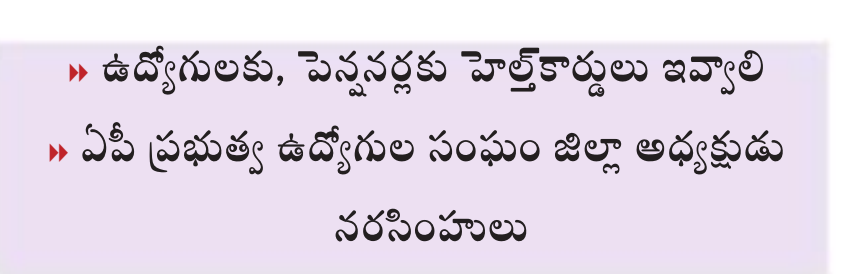 ›› ఉద్యోగులకు, పెన్షనర్లకు హెల్త్‌కార్డులు ఇవ్వాలి
›› ఏపీ ప్రభుత్వ ఉద్యోగుల సంఘం జిల్లా అధ్యక్షుడు
నరసింహులు